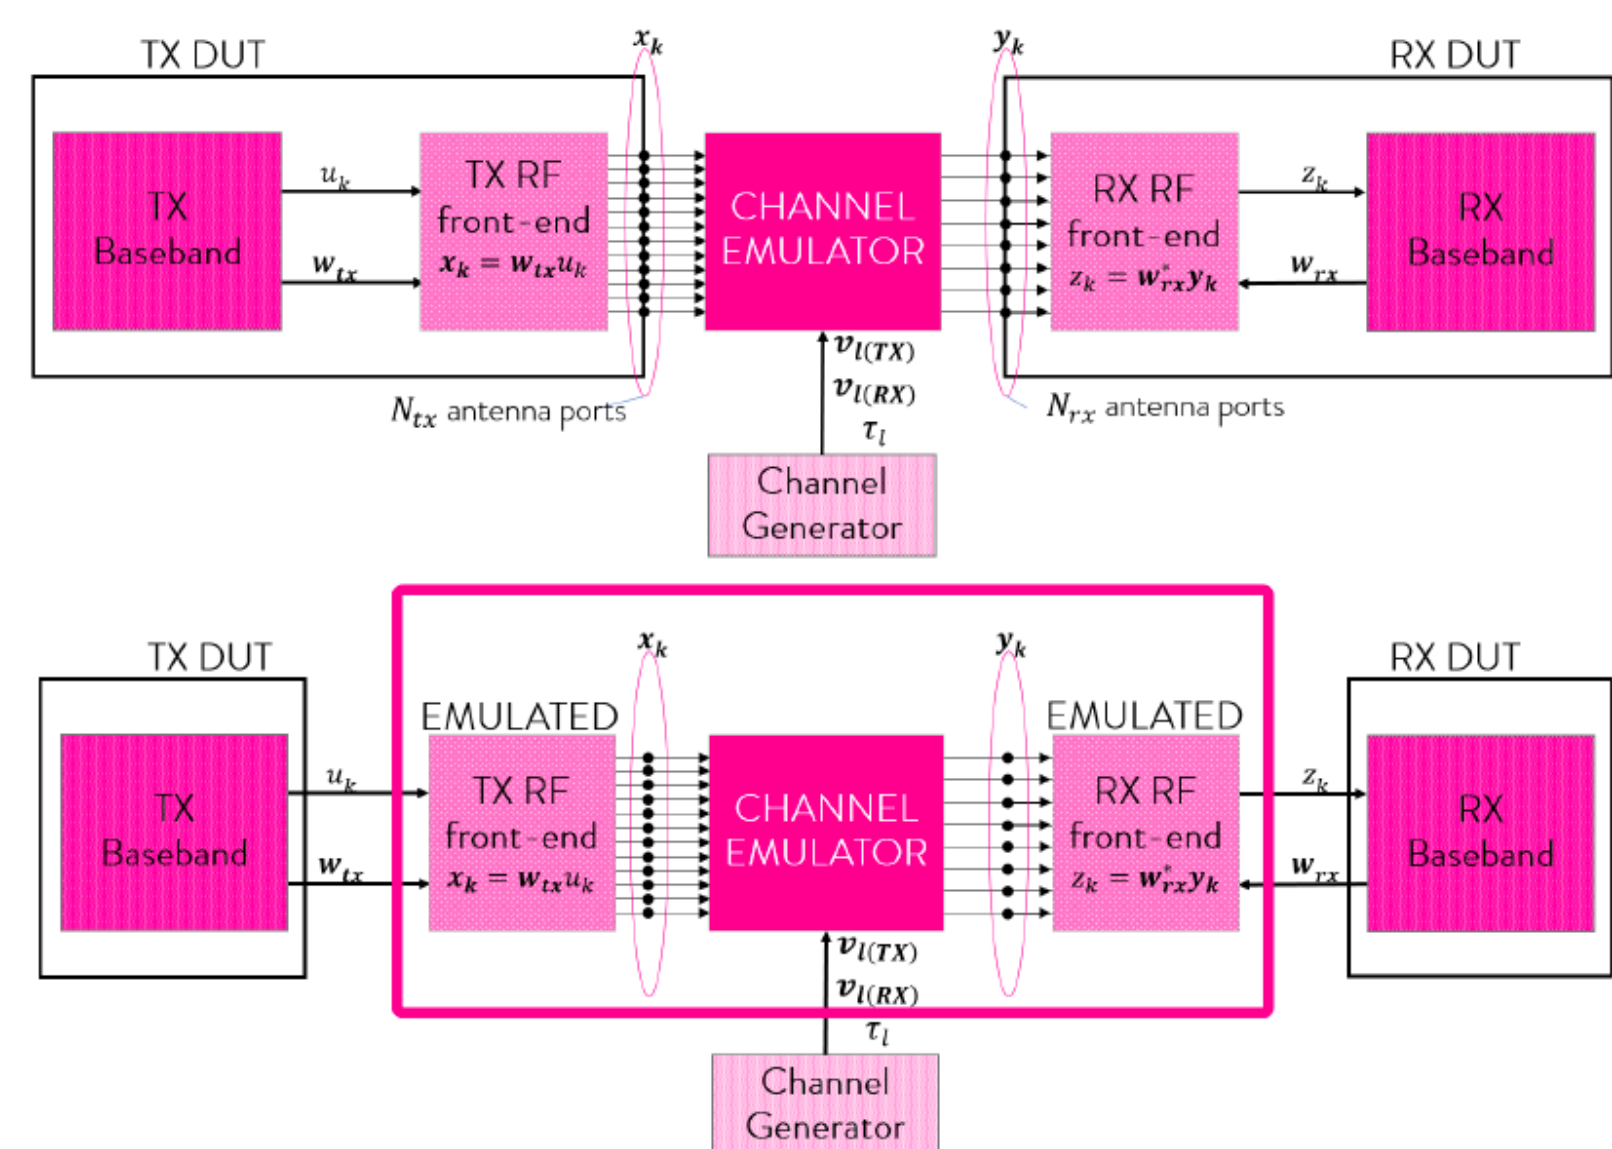 TX DUT
x_k
y_k
RX DUT
TX
Baseband
u_k
w_tx
TX RF
front-end
x_k = w_tx u_k
CHANNEL
EMULATOR
RX RF
front-end
z_k = w*_rx y_k
z_k
w_rx
RX
Baseband
N_tx antenna ports
v_l(TX)
v_l(RX)
τ_l
N_rx antenna ports
Channel
Generator
TX DUT
x_k
y_k
RX DUT
EMULATED
EMULATED
TX
Baseband
u_k
w_tx
TX RF
front-end
x_k = w_tx u_k
CHANNEL
EMULATOR
RX RF
front-end
z_k = w*_rx y_k
z_k
w_rx
RX
Baseband
v_l(TX)
v_l(RX)
τ_l
Channel
Generator